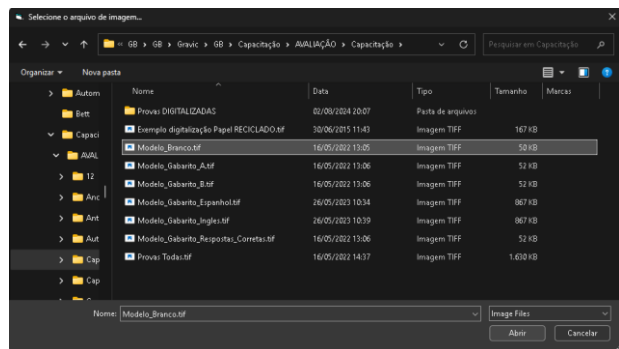 Selecione o arquivo de imagem...
« GB › GB › Gravic › GB › Capacitação › AVALIAÇÃO › Capacitação ›
Pesquisar em Capacitação
Organizar
Nova pasta
Nome Data Tipo Tamanho Marcas
Autom
Bett
Capaci
AVAL
12
Anc
Ant
Aut
Cap
Cap
Provas DIGITALIZADAS 02/08/2024 20:07 Pasta de arquivos
Exemplo digitalização Papel RECICLADO.tif 30/06/2015 11:43 Imagem TIFF 167 KB
Modelo_Branco.tif 16/05/2022 13:05 Imagem TIFF 50 KB
Modelo_Gabarito_A.tif 16/05/2022 13:06 Imagem TIFF 52 KB
Modelo_Gabarito_B.tif 16/05/2022 13:06 Imagem TIFF 52 KB
Modelo_Gabarito_Espanhol.tif 26/05/2023 10:34 Imagem TIFF 867 KB
Modelo_Gabarito_Ingles.tif 26/05/2023 10:39 Imagem TIFF 867 KB
Modelo_Gabarito_Respostas_Corretas.tif 16/05/2022 13:06 Imagem TIFF 52 KB
Provas Todas.tif 16/05/2022 14:37 Imagem TIFF 1.630 KB
Nome: Modelo_Branco.tif
Image Files
Abrir Cancelar